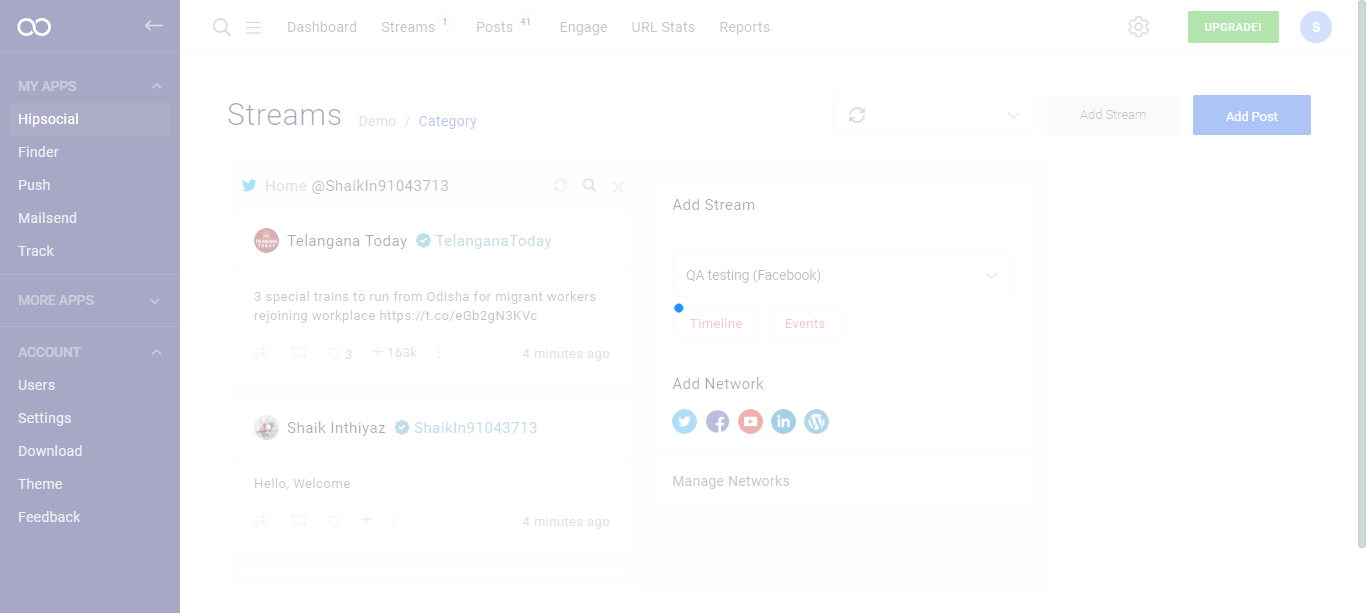 Dashboard Streams 1 Posts 41 Engage URL Stats Reports UPGRADE! S
MY APPS
Hipsocial
Finder
Push
Mailsend
Track
MORE APPS
ACCOUNT
Users
Settings
Download
Theme
Feedback
Streams Demo / Category Add Stream Add Post
Home @ShaikIn91043713
Telangana Today TelanganaToday
3 special trains to run from Odisha for migrant workers
rejoining workplace https://t.co/eGb2gN3KVc
3 163k 4 minutes ago
Shaik Inthiyaz ShaikIn91043713
Hello, Welcome
4 minutes ago
Add Stream
QA testing (Facebook)
Timeline Events
Add Network
Manage Networks